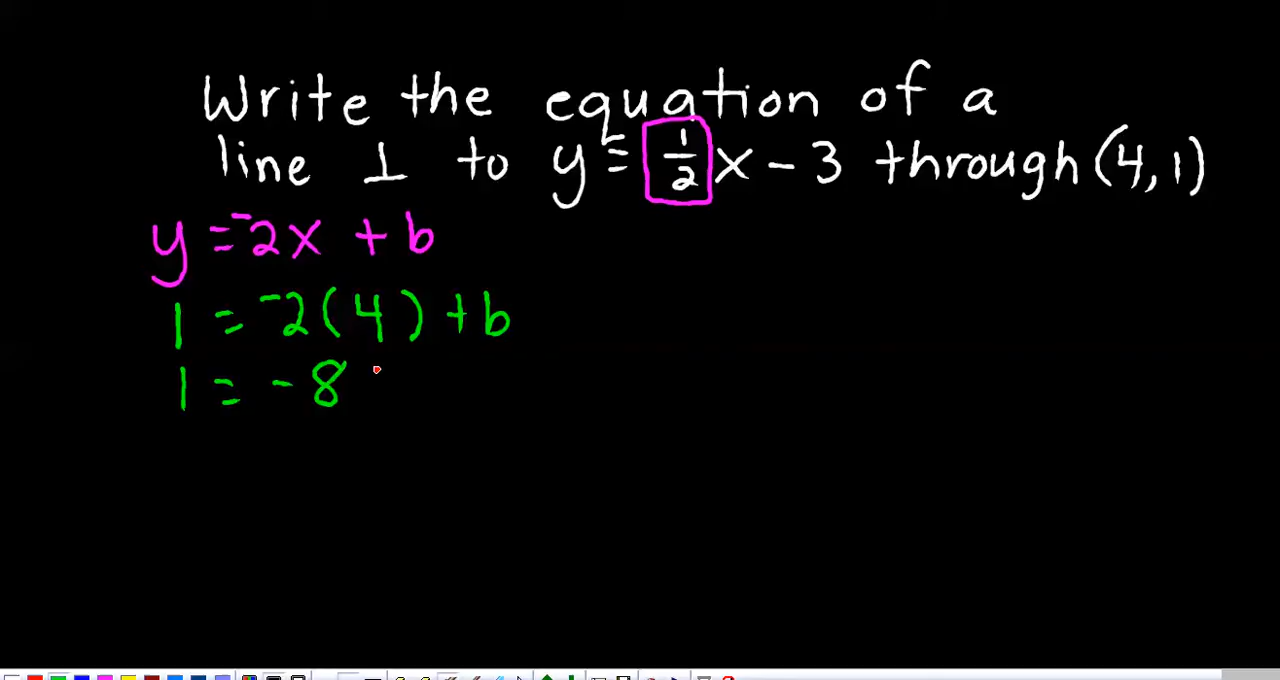 Write the equation of a
line ⊥ to y = 1/2 x - 3 through (4, 1)
y = -2x + b
1 = -2(4) + b
1 = -8